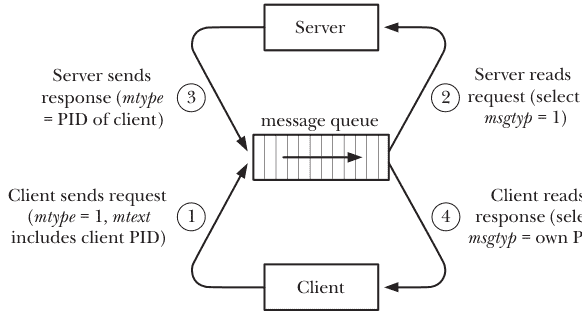 Server
Server sends
response (mtype
= PID of client)
3
2
Server reads
request (select
msgtyp = 1)
message queue
Client sends request
(mtype = 1, mtext
includes client PID)
1
4
Client reads
response (sele
msgtyp = own P
Client